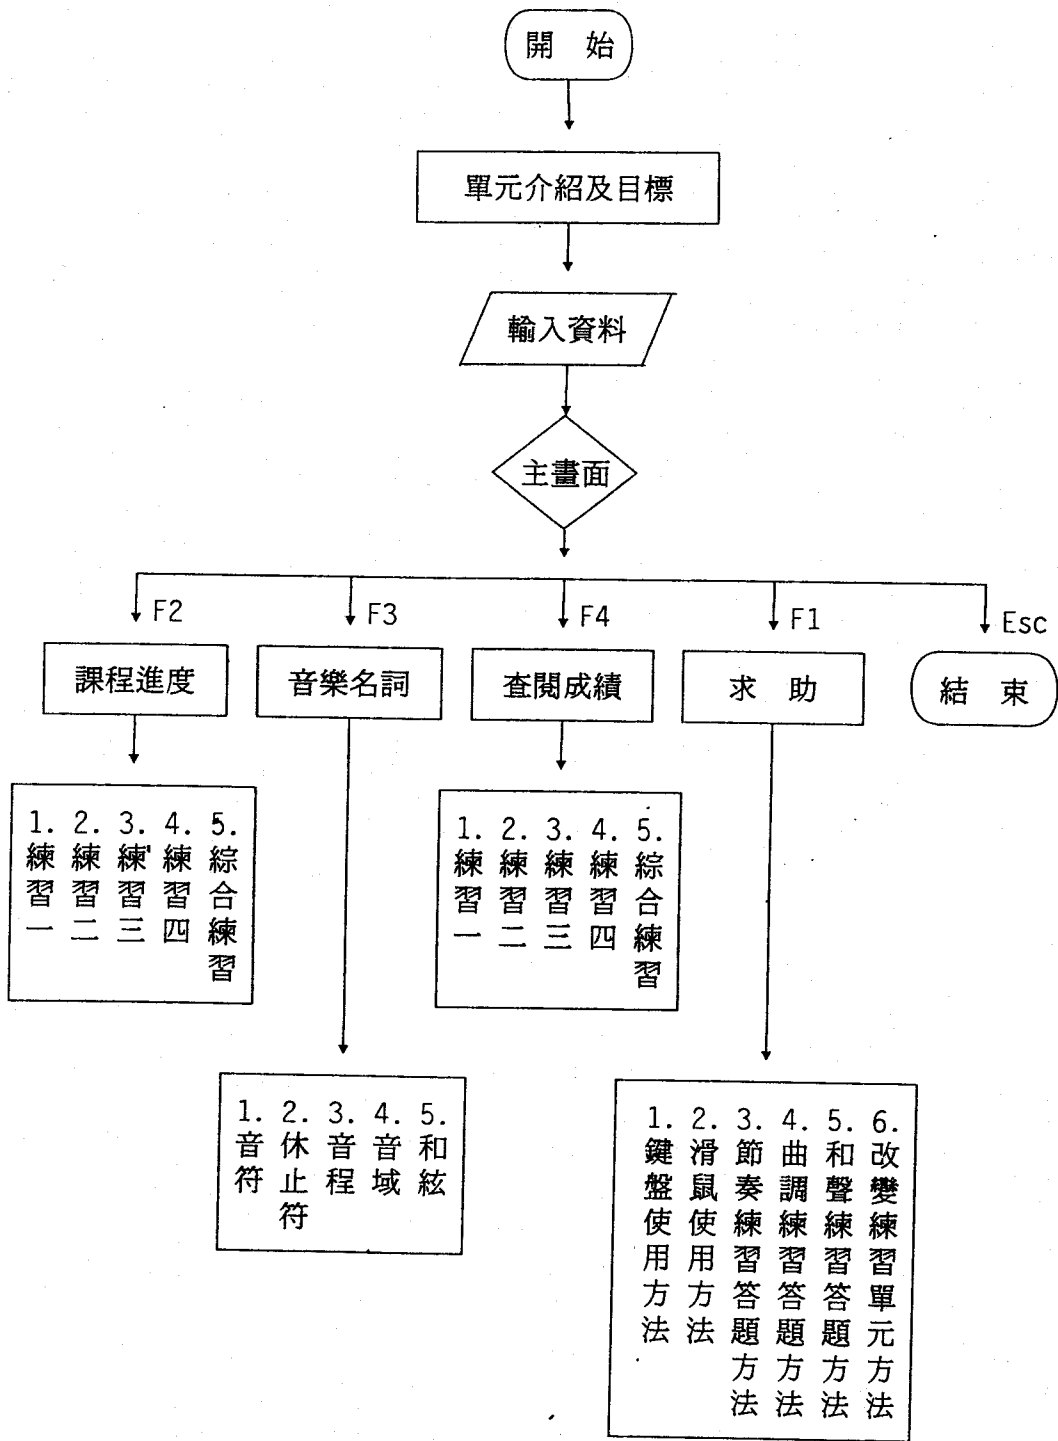 開 始
單元介紹及目標
輸入資料
主畫面
F2
F3
F4
F1
Esc
課程進度
音樂名詞
查閱成績
求 助
結 束
1. 練習一
2. 練習二
3. 練習三
4. 練習四
5. 綜合練習
1. 練習一
2. 練習二
3. 練習三
4. 練習四
5. 綜合練習
1. 音符
2. 休止符
3. 音程
4. 音域
5. 和絃
1. 鍵盤使用方法
2. 滑鼠使用方法
3. 節奏練習答題方法
4. 曲調練習答題方法
5. 和聲練習答題方法
6. 改變練習單元方法